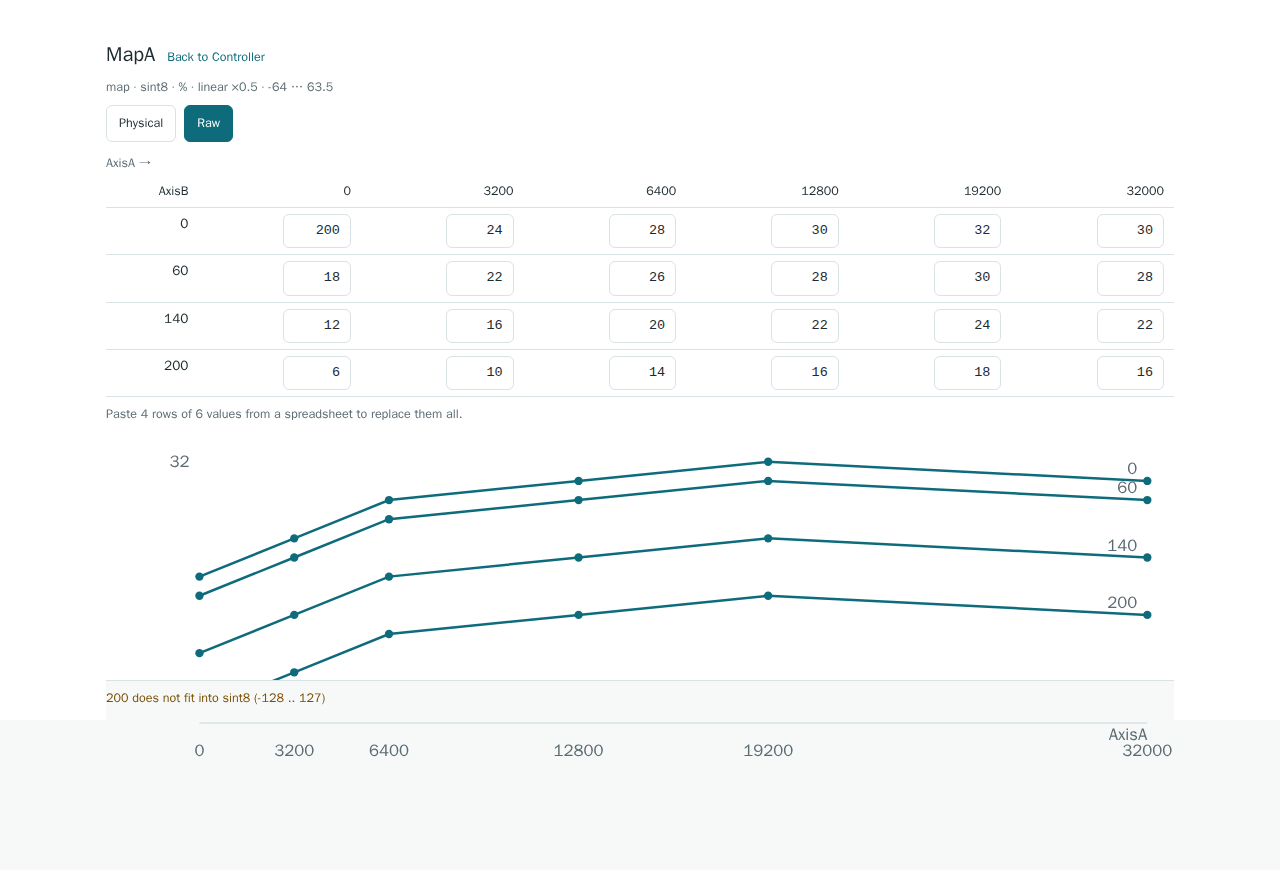 MapA Back to Controller
map · sint8 · % · linear ×0.5 · -64 ··· 63.5
Physical Raw
AxisA →
AxisB 0 3200 6400 12800 19200 32000
0 200 24 28 30 32 30
60 18 22 26 28 30 28
140 12 16 20 22 24 22
200 6 10 14 16 18 16
Paste 4 rows of 6 values from a spreadsheet to replace them all.
32
0
60
140
200
200 does not fit into sint8 (-128 .. 127)
AxisA
0 3200 6400 12800 19200 32000